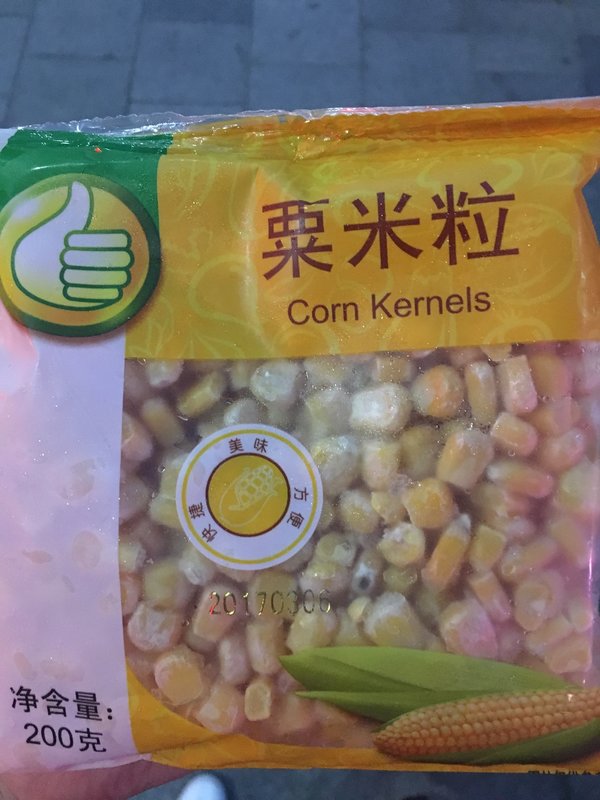 粟米粒
Corn Kernels
美味
方便
快捷
20170306
净含量：
200克